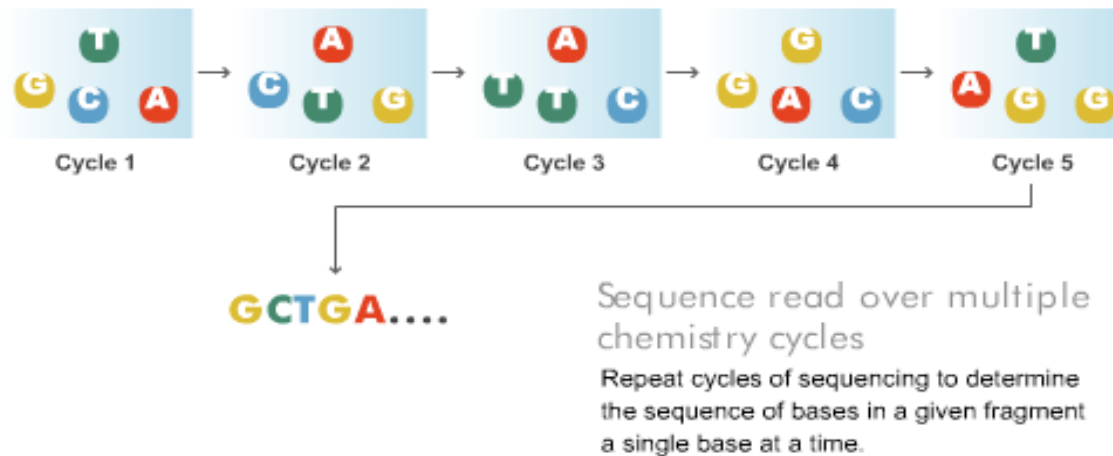 T
G C A
Cycle 1
A
C T G
Cycle 2
A
T T C
Cycle 3
G
G A C
Cycle 4
T
A G G
Cycle 5
GCTGA....
Sequence read over multiple
chemistry cycles
Repeat cycles of sequencing to determine
the sequence of bases in a given fragment
a single base at a time.